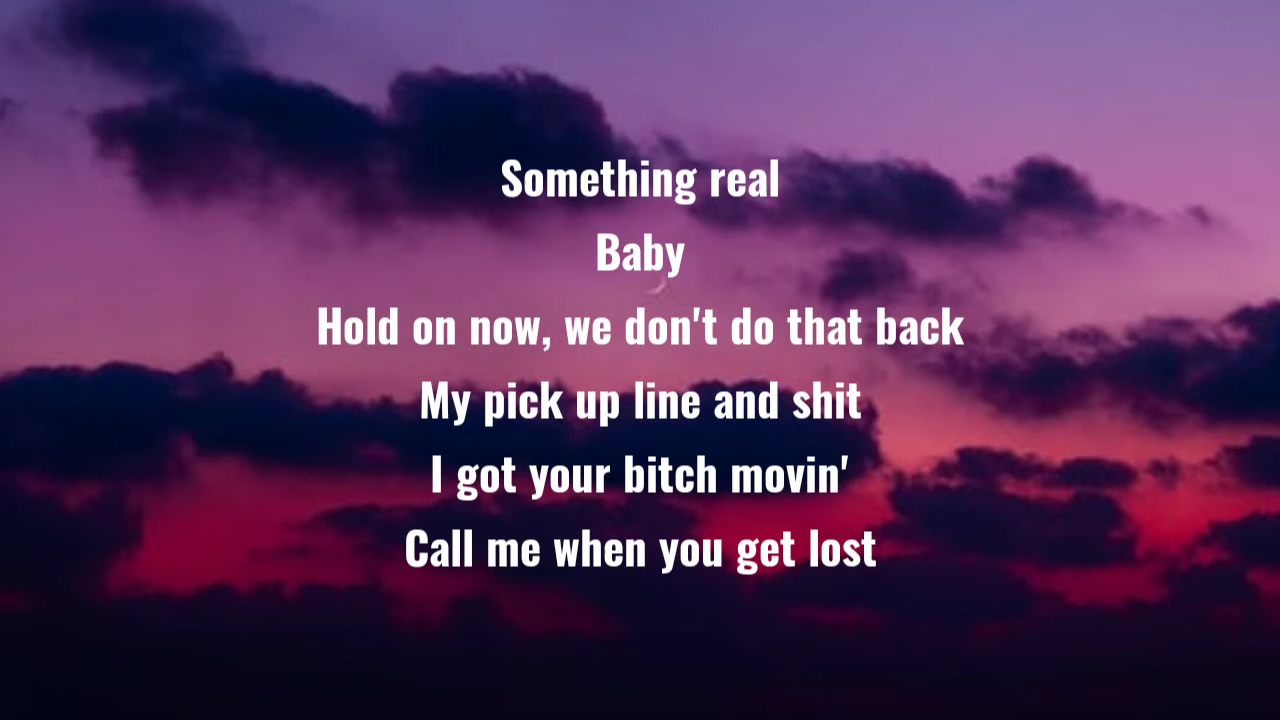 Something real
Baby
Hold on now, we don't do that back
My pick up line and shit
I got your bitch movin'
Call me when you get lost